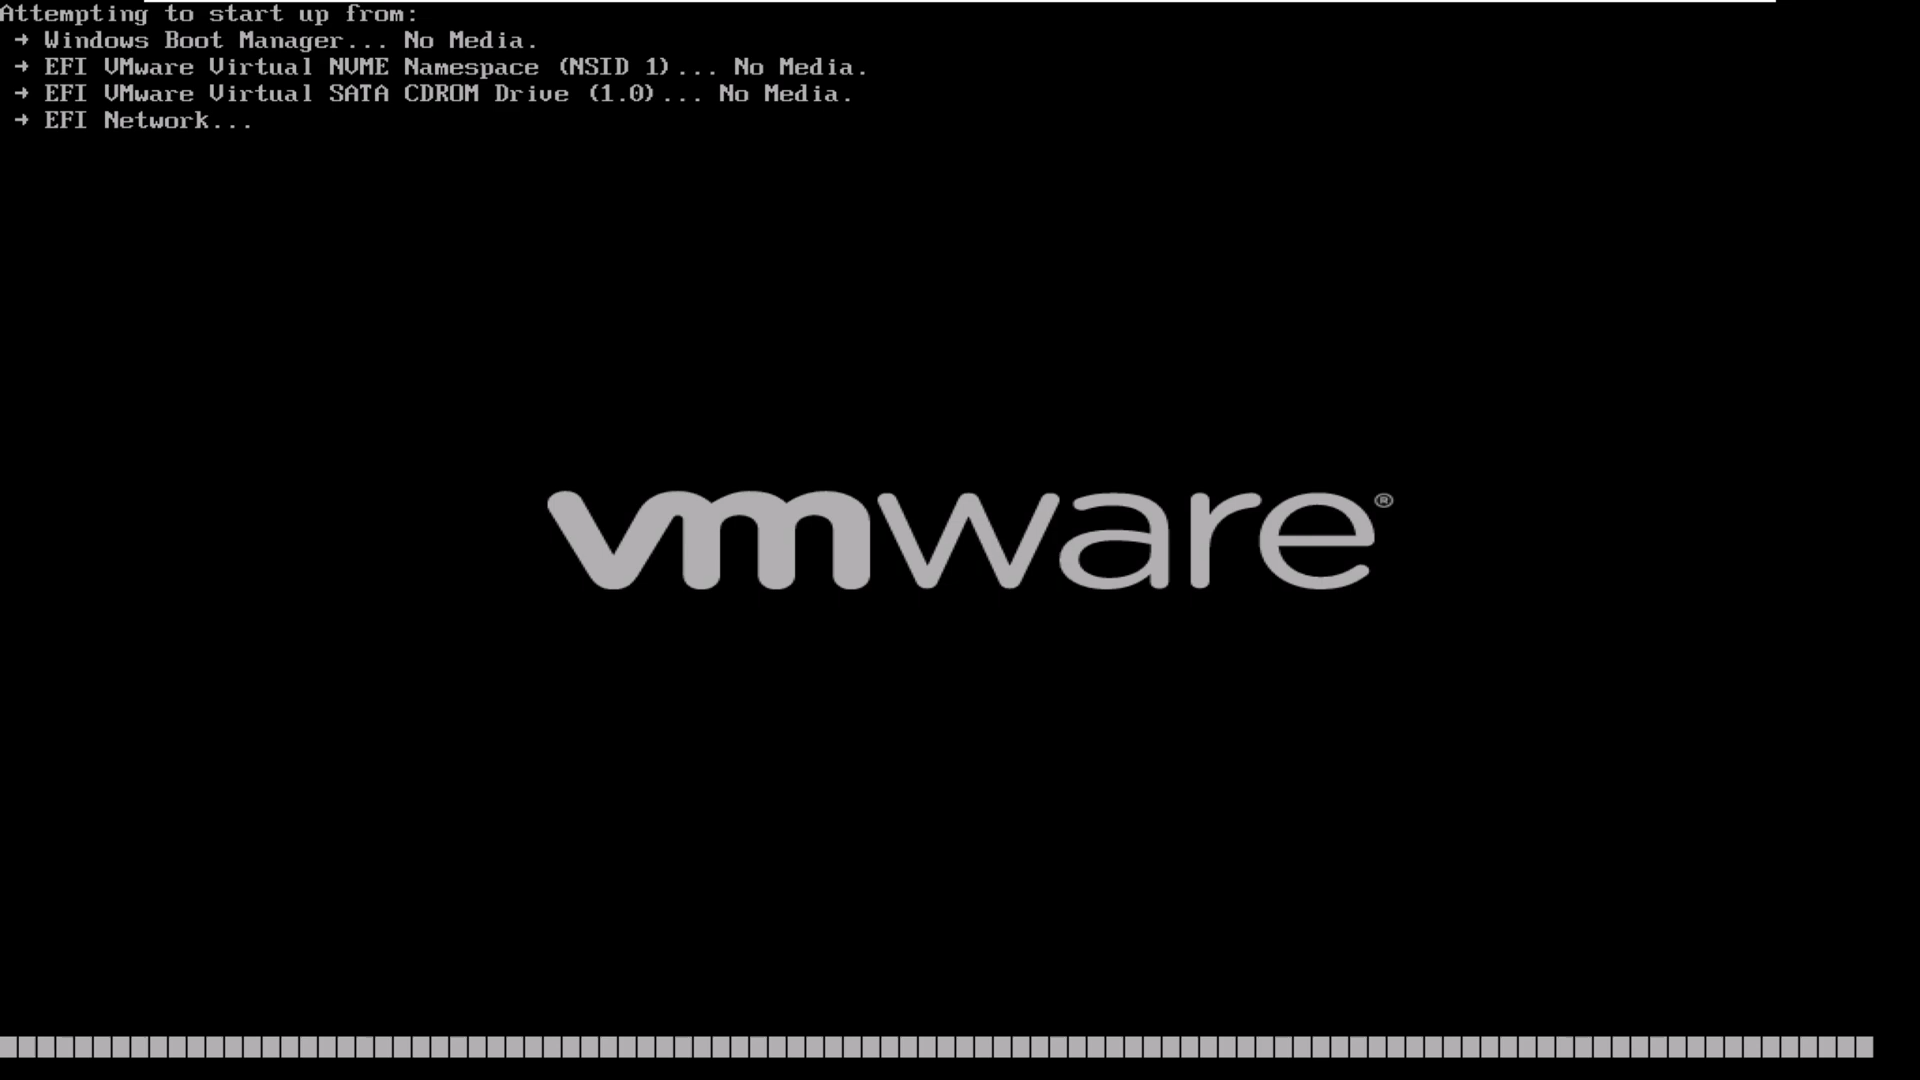 Attempting to start up from:
→ Windows Boot Manager... No Media.
→ EFI VMware Virtual NVME Namespace (NSID 1)... No Media.
→ EFI VMware Virtual SATA CDROM Drive (1.0)... No Media.
→ EFI Network...
vmware®